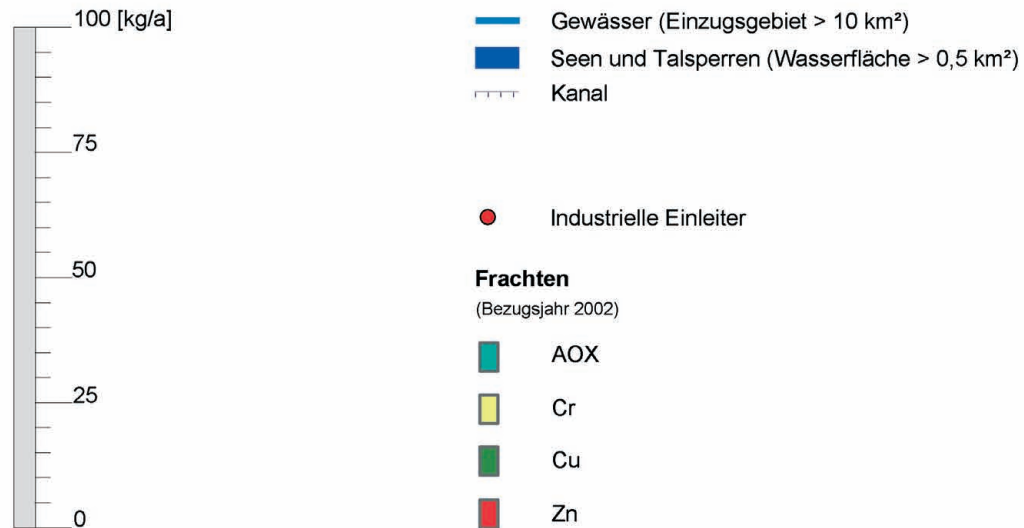 100 [kg/a]
75
50
25
0
Gewässer (Einzugsgebiet > 10 km²)
Seen und Talsperren (Wasserfläche > 0,5 km²)
Kanal
Industrielle Einleiter
Frachten
(Bezugsjahr 2002)
AOX
Cr
Cu
Zn